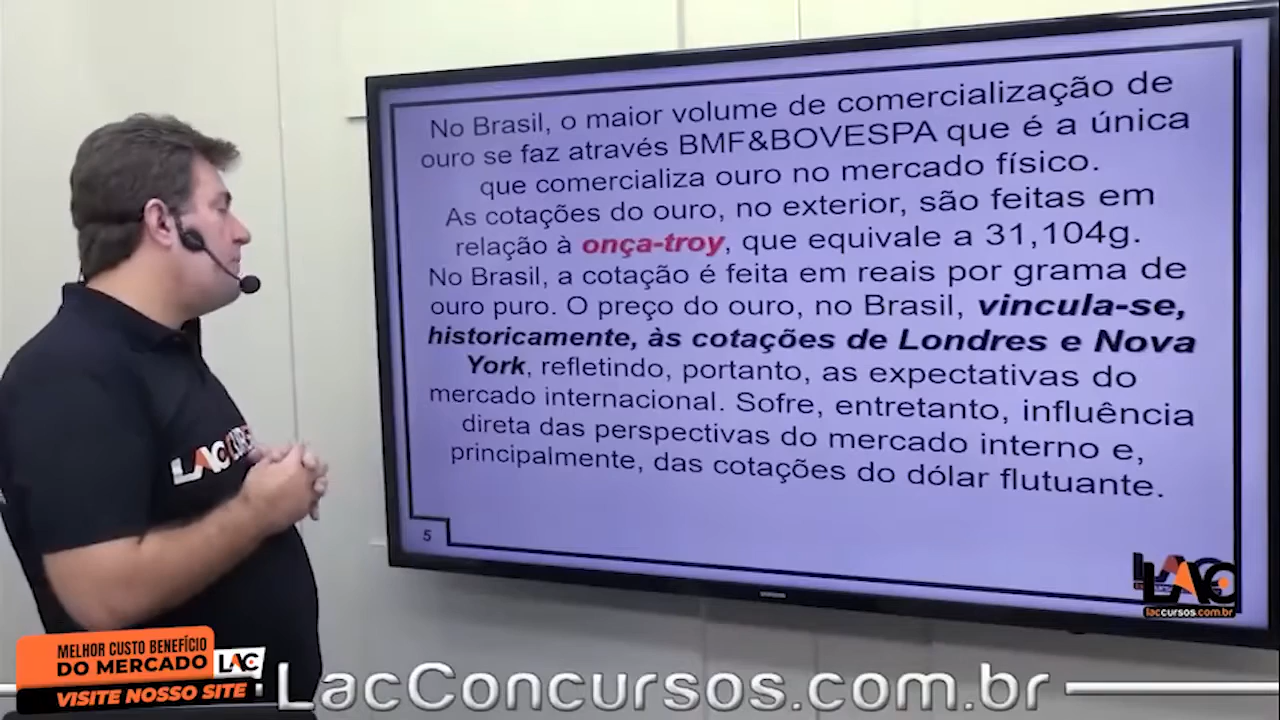 No Brasil, o maior volume de comercialização de
ouro se faz através BMF&BOVESPA que é a única
que comercializa ouro no mercado físico.
As cotações do ouro, no exterior, são feitas em
relação à onça-troy, que equivale a 31,104g.
No Brasil, a cotação é feita em reais por grama de
ouro puro. O preço do ouro, no Brasil, vincula-se,
historicamente, às cotações de Londres e Nova
York, refletindo, portanto, as expectativas do
mercado internacional. Sofre, entretanto, influência
direta das perspectivas do mercado interno e,
principalmente, das cotações do dólar flutuante.
5
LAC
laccursos.com.br
SAMSUNG
LAC
MELHOR CUSTO BENEFÍCIO
DO MERCADO
LAC
VISITE NOSSO SITE
LacConcursos.com.br